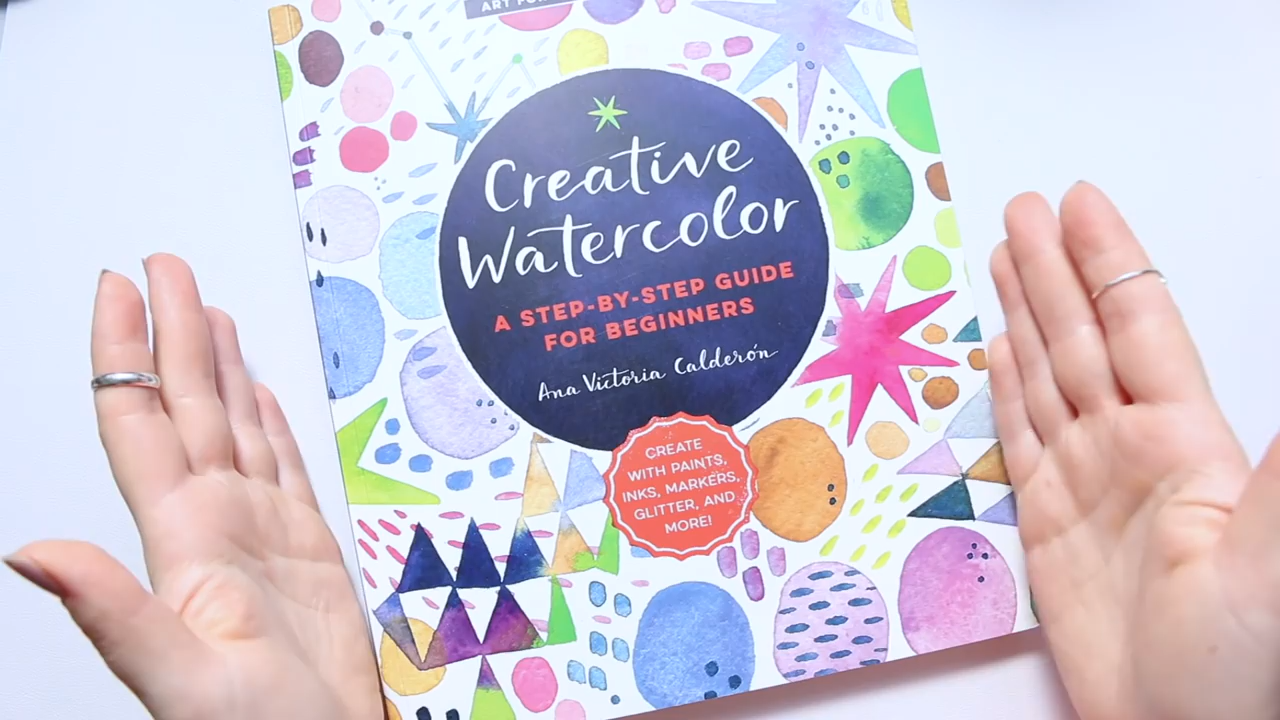 ART FOR
Creative
Watercolor
A STEP-BY-STEP GUIDE
FOR BEGINNERS
Ana Victoria Calderón
CREATE
WITH PAINTS,
INKS, MARKERS,
GLITTER, AND
MORE!